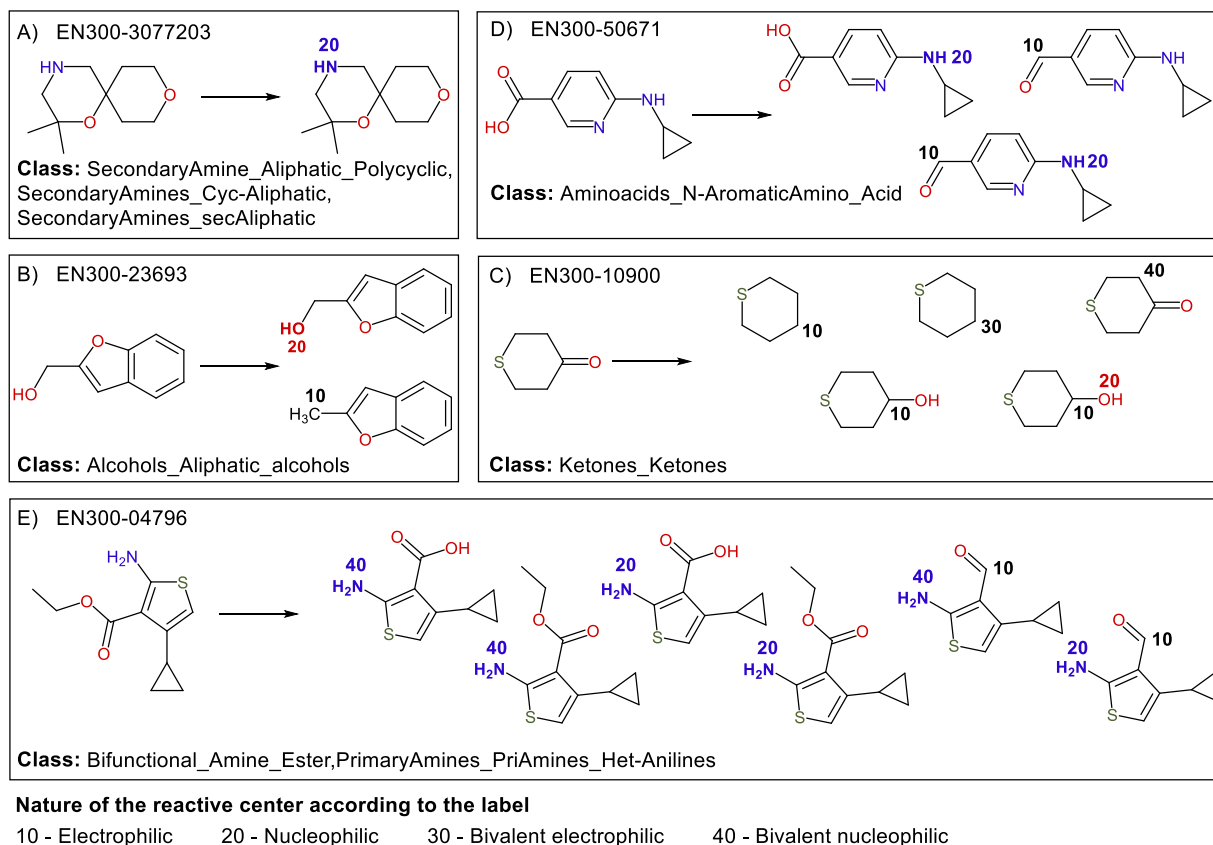 A) EN300-3077203
20
HN
O
O
HN
O
O
Class: SecondaryAmine_Aliphatic_Polycyclic,
SecondaryAmines_Cyc-Aliphatic,
SecondaryAmines_secAliphatic
D) EN300-50671
HO
O
NH 20
N
10
O
NH
N
O
HO
NH
N
10
O
NH 20
N
Class: Aminoacids_N-AromaticAmino_Acid
B) EN300-23693
HO
O
HO
20
O
10
H3C
O
Class: Alcohols_Aliphatic_alcohols
C) EN300-10900
S
O
S
10
S
30
40
S
O
S
OH
10
20
S
OH
10
Class: Ketones_Ketones
E) EN300-04796
H2N
S
O
O
O
OH
40
H2N
S
O
O
40
H2N
S
O
OH
20
H2N
S
O
O
20
H2N
S
O
10
40
H2N
S
O
10
20
H2N
S
Class: Bifunctional_Amine_Ester,PrimaryAmines_PriAmines_Het-Anilines
Nature of the reactive center according to the label
10 - Electrophilic 20 - Nucleophilic 30 - Bivalent electrophilic 40 - Bivalent nucleophilic